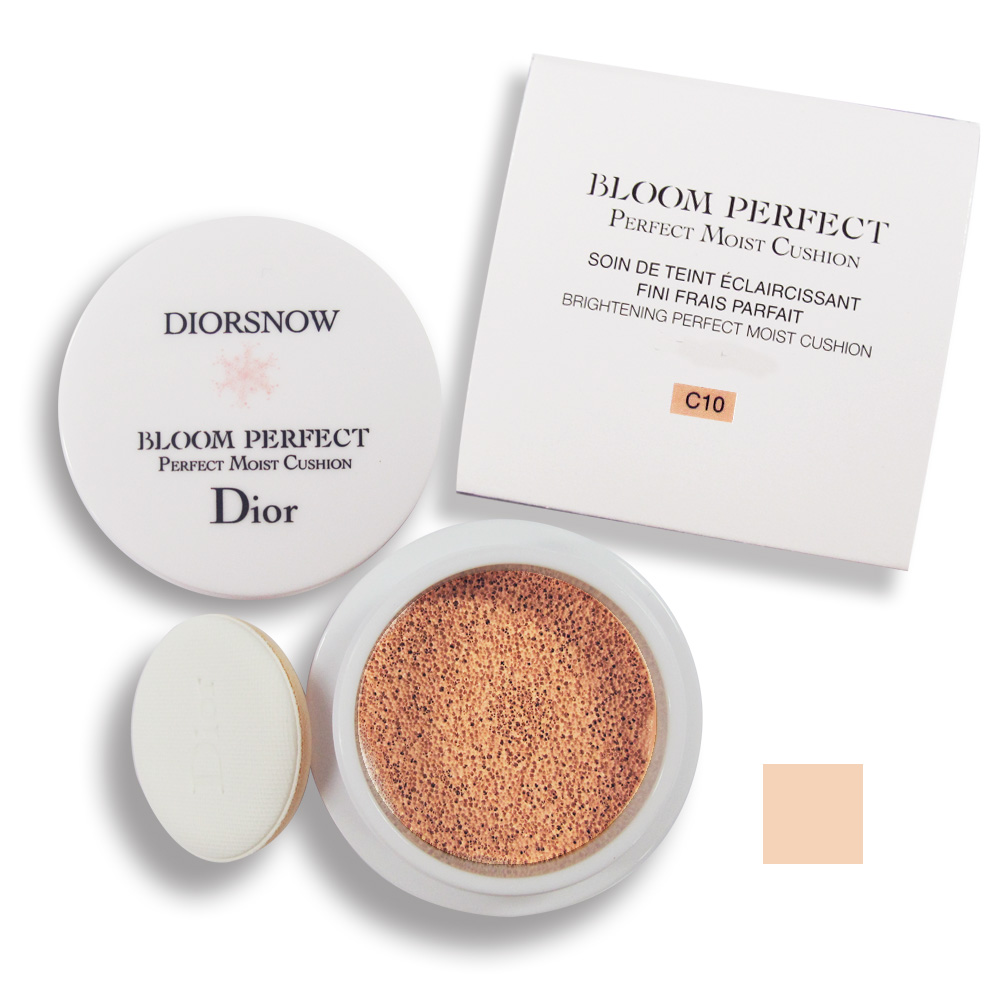 DIORSNOW
BLOOM PERFECT
PERFECT MOIST CUSHION
Dior
BLOOM PERFECT
PERFECT MOIST CUSHION
SOIN DE TEINT ÉCLAIRCISSANT
FINI FRAIS PARFAIT
BRIGHTENING PERFECT MOIST CUSHION
C10